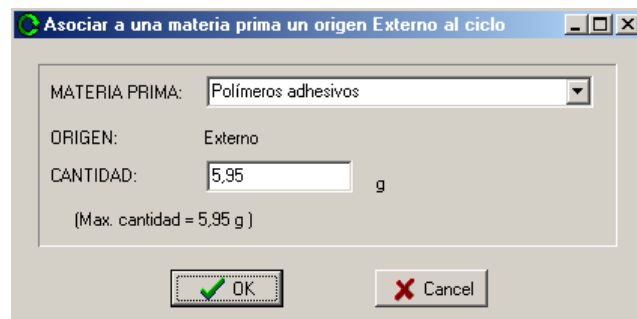 Asociar a una materia prima un origen Externo al ciclo
MATERIA PRIMA: Polímeros adhesivos
ORIGEN: Externo
CANTIDAD: 5,95 g
(Max. cantidad = 5,95 g )
OK Cancel